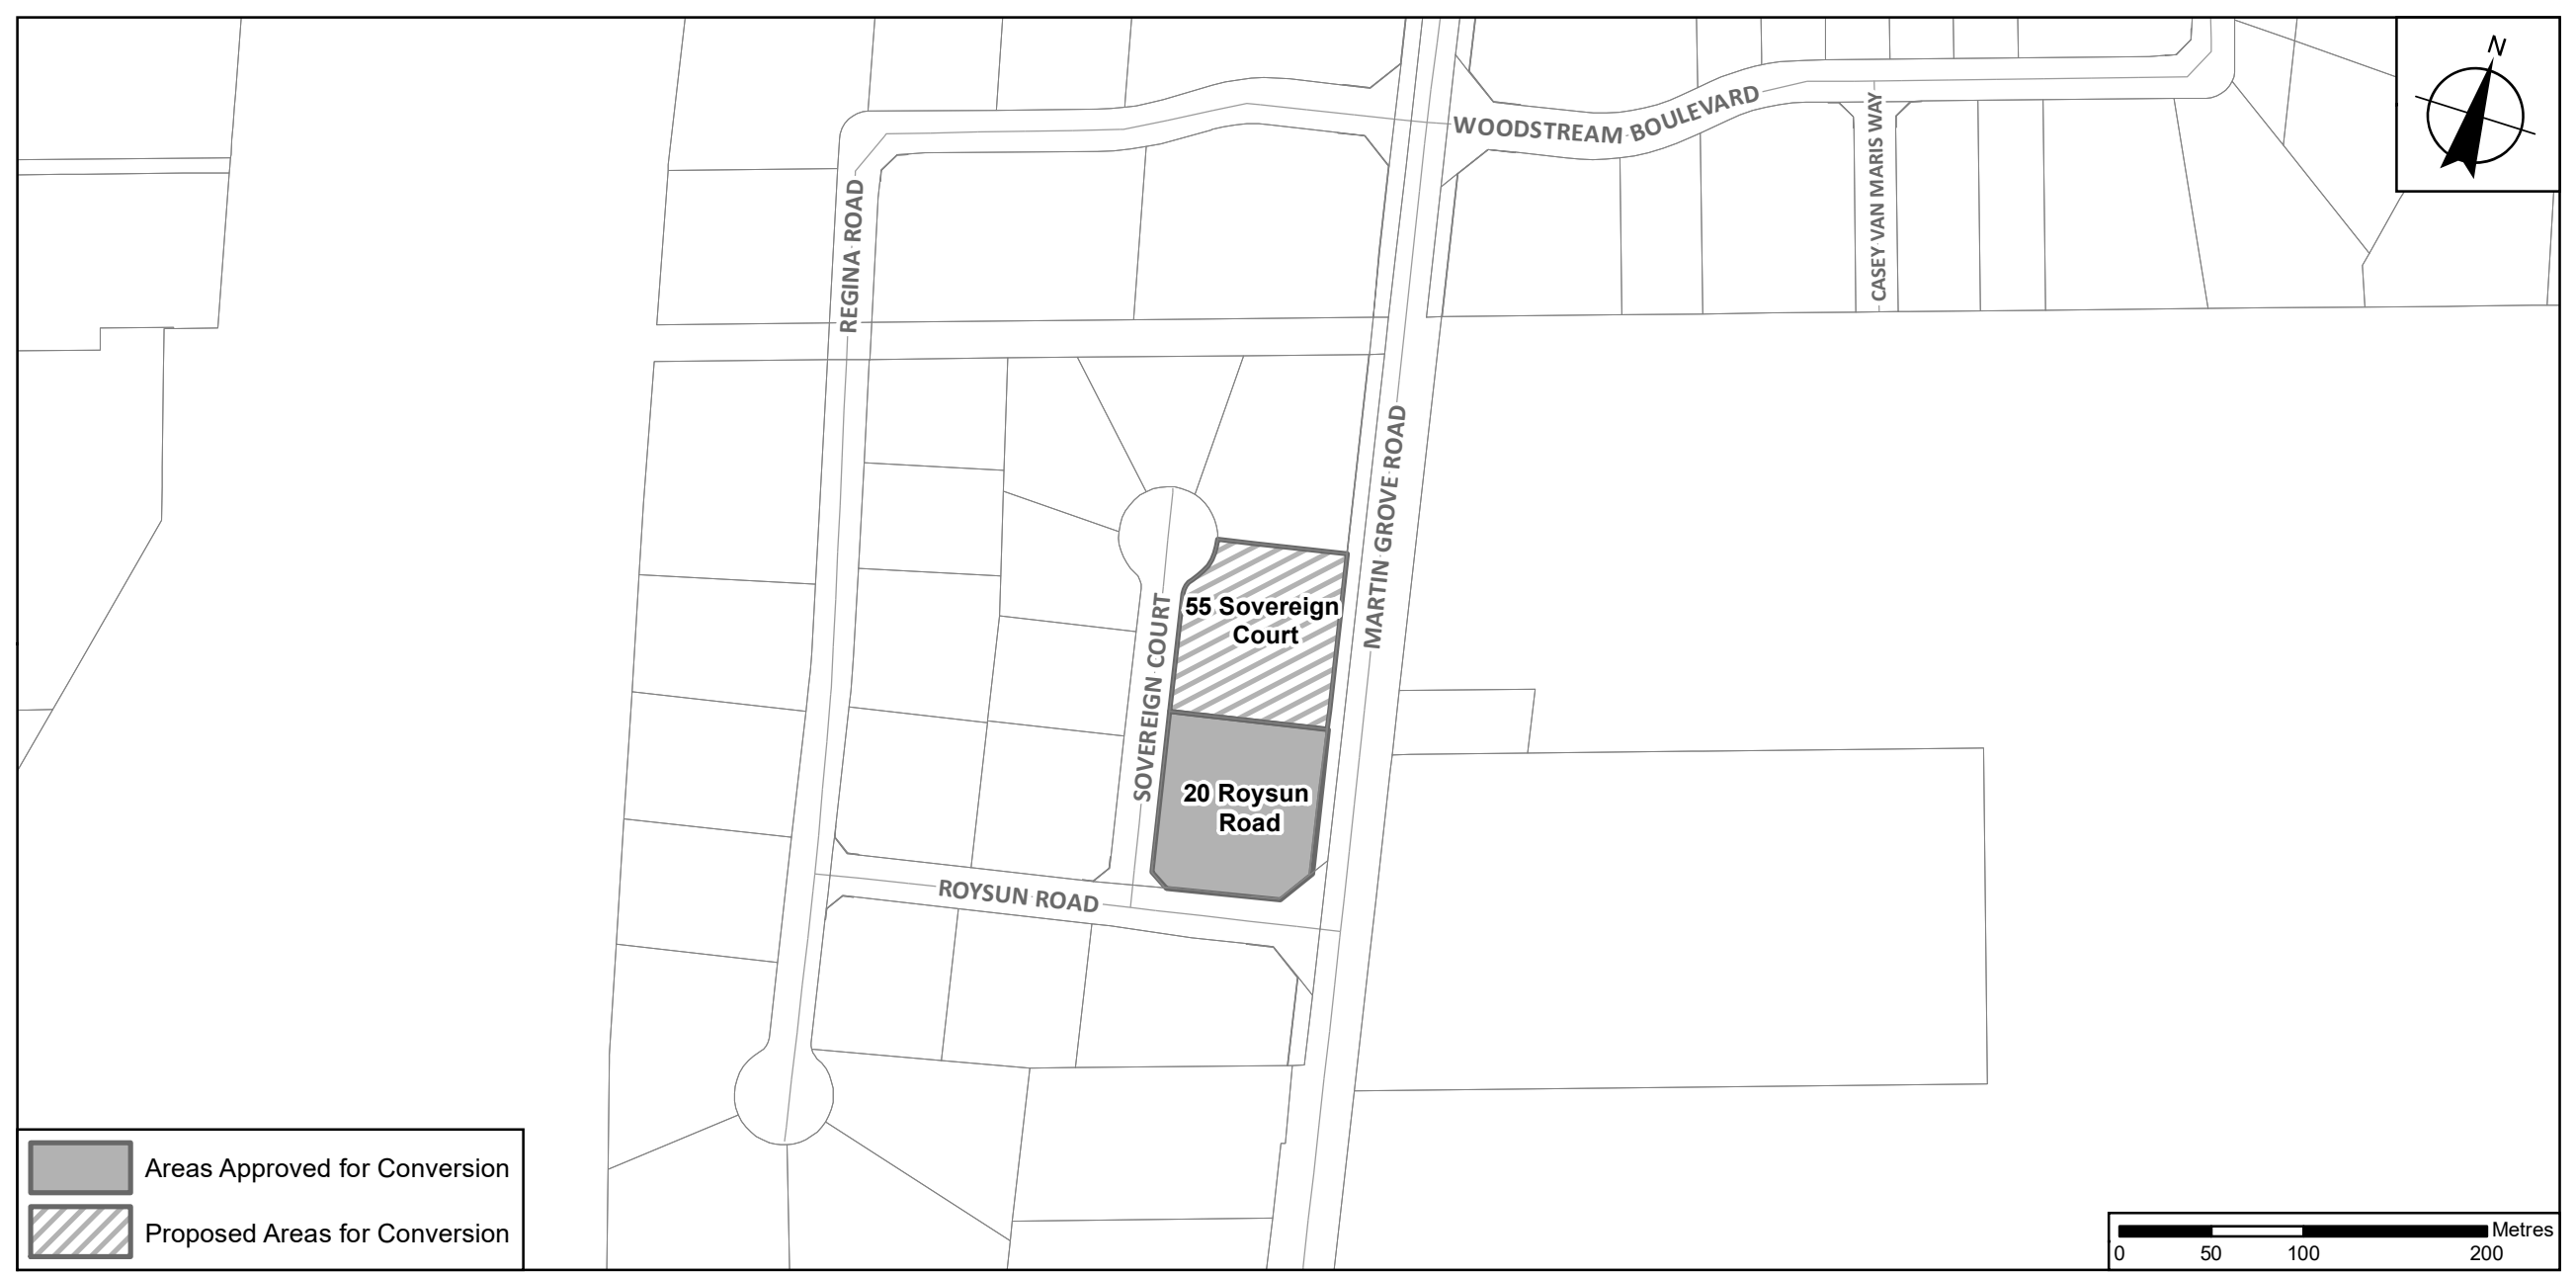 N
WOODSTREAM BOULEVARD
CASEY VAN MARIS WAY
REGINA ROAD
MARTIN GROVE ROAD
55 Sovereign
Court
SOVEREIGN COURT
20 Roysun
Road
ROYSUN ROAD
Areas Approved for Conversion
Proposed Areas for Conversion
Metres
0 50 100 200